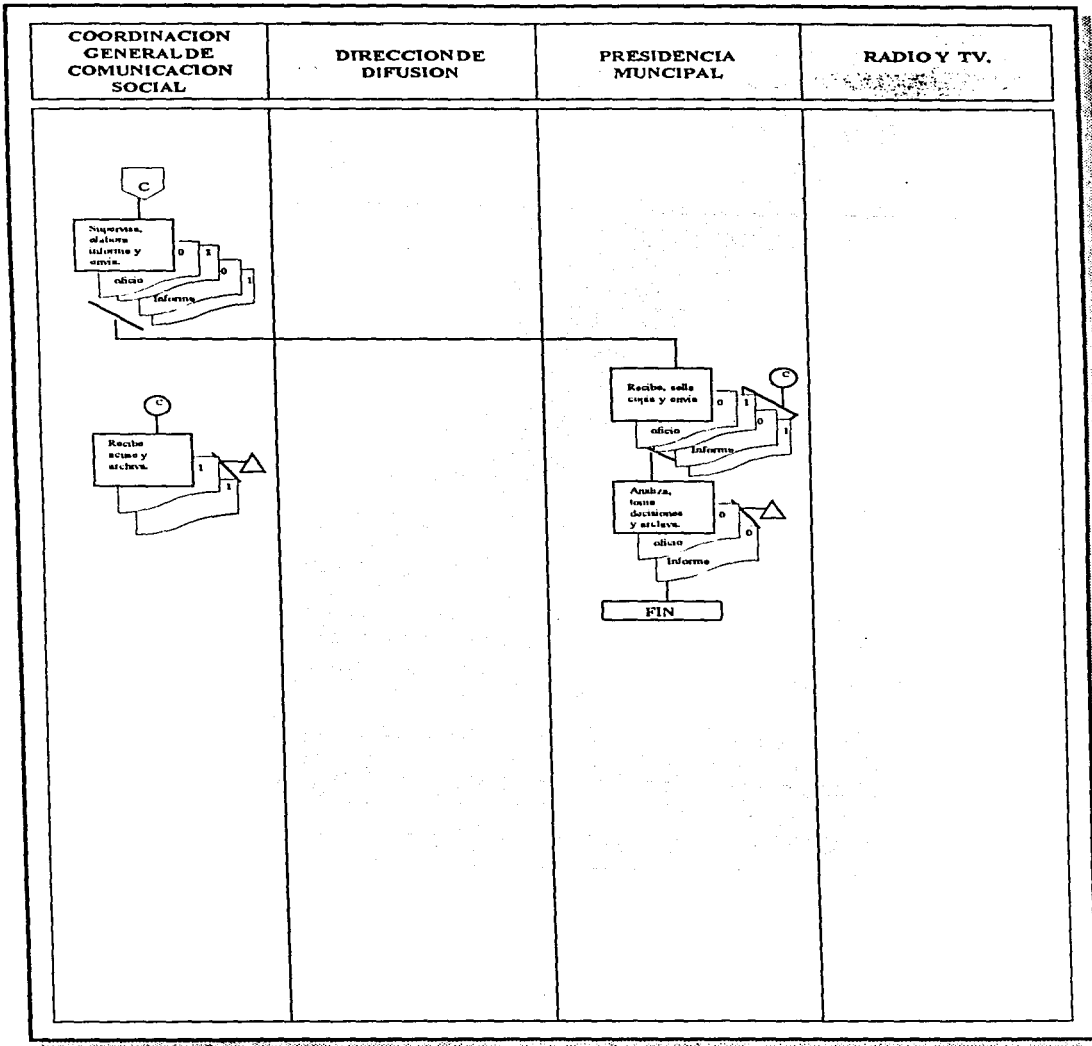 COORDINACION
GENERAL DE
COMUNICACION
SOCIAL
DIRECCION DE
DIFUSION
PRESIDENCIA
MUNCIPAL
RADIO Y TV.
C
Supervisa,
elabora
informe y
envia.
0
1
0
1
oficio
Informe
C
Recibe, sella
copia y envia
0
1
0
1
oficio
Informe
C
Recibe
acuse y
archiva.
1
1
Analiza,
toma
decisiones
y archiva.
0
0
oficio
Informe
FIN